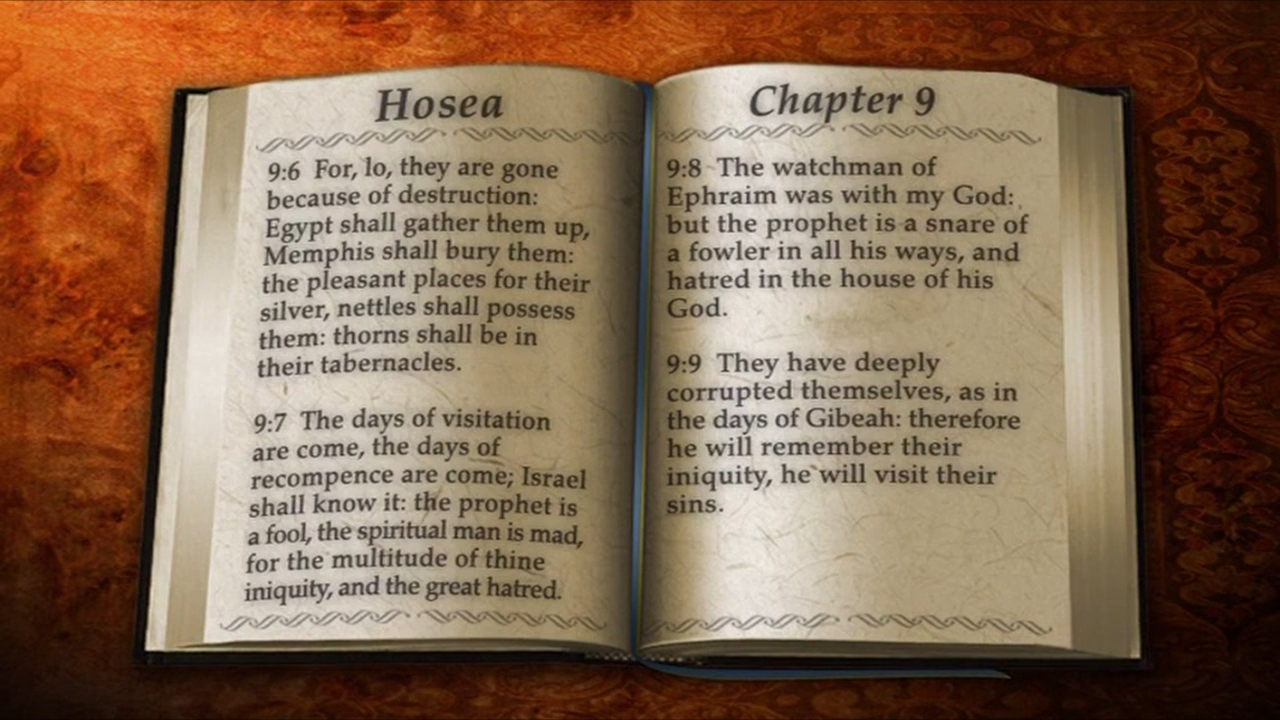 Hosea
9:6 For, lo, they are gone
because of destruction:
Egypt shall gather them up,
Memphis shall bury them:
the pleasant places for their
silver, nettles shall possess
them: thorns shall be in
their tabernacles.
9:7 The days of visitation
are come, the days of
recompence are come; Israel
shall know it: the prophet is
a fool, the spiritual man is mad,
for the multitude of thine
iniquity, and the great hatred.
Chapter 9
9:8 The watchman of
Ephraim was with my God:
but the prophet is a snare of
a fowler in all his ways, and
hatred in the house of his
God.
9:9 They have deeply
corrupted themselves, as in
the days of Gibeah: therefore
he will remember their
iniquity, he will visit their
sins.